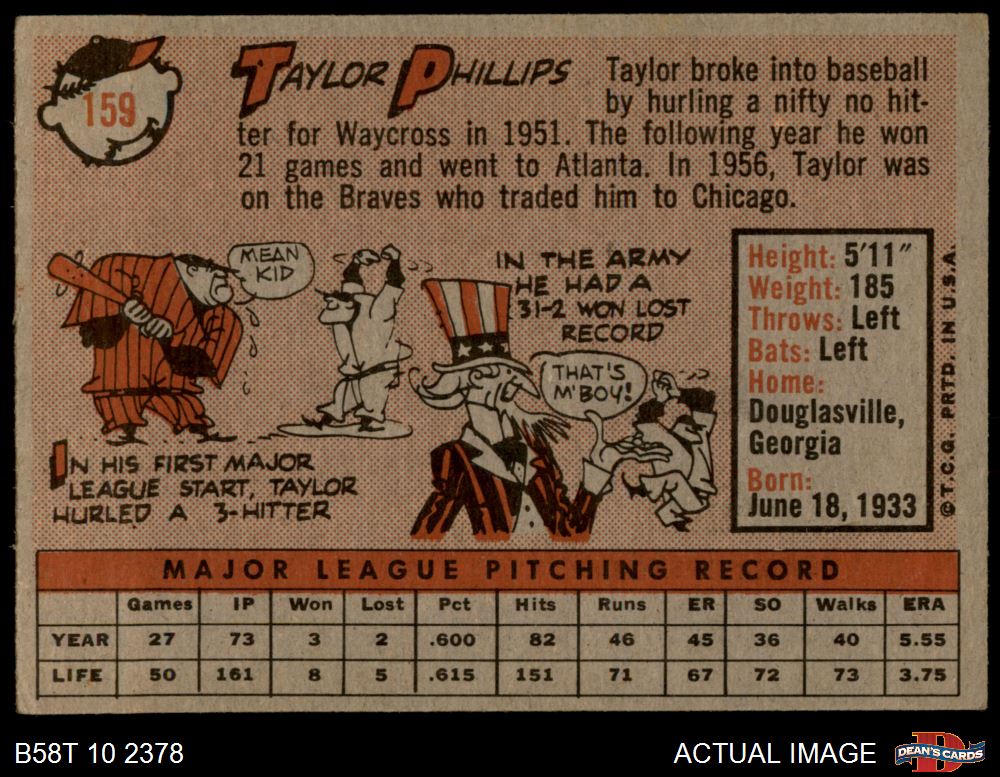 159
TAYLOR PHILLIPS
Taylor broke into baseball
by hurling a nifty no hit-
ter for Waycross in 1951. The following year he won
21 games and went to Atlanta. In 1956, Taylor was
on the Braves who traded him to Chicago.
MEAN
KID
IN HIS FIRST MAJOR
LEAGUE START, TAYLOR
HURLED A 3-HITTER
IN THE ARMY
HE HAD A
31-2 WON LOST
RECORD
THAT'S
M'BOY!
Height: 5'11"
Weight: 185
Throws: Left
Bats: Left
Home:
Douglasville,
Georgia
Born:
June 18, 1933
© T.C.G. PRTD. IN U.S.A.
MAJOR LEAGUE PITCHING RECORD
Games IP Won Lost Pct Hits Runs ER SO Walks ERA
YEAR 27 73 3 2 .600 82 46 45 36 40 5.55
LIFE 50 161 8 5 .615 151 71 67 72 73 3.75
B58T 10 2378
ACTUAL IMAGE
DEAN'S CARDS